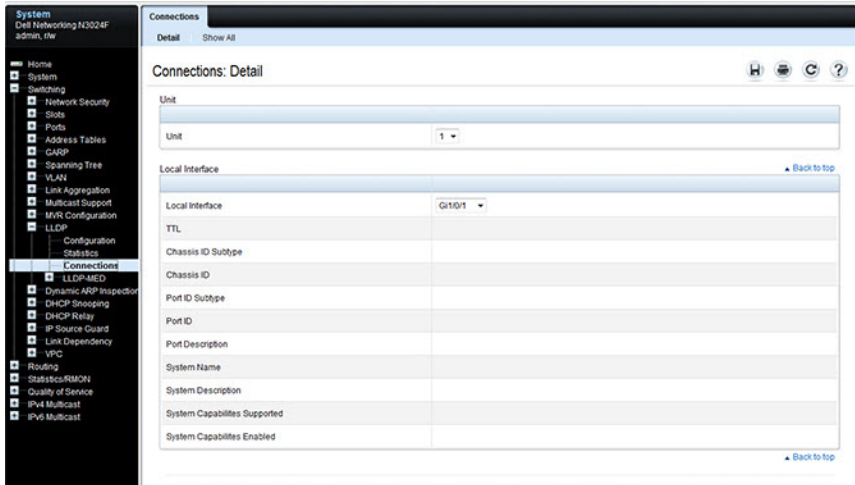 System
Dell Networking N3024F
admin, r/w
Home
System
Switching
Network Security
Slots
Ports
Address Tables
GARP
Spanning Tree
VLAN
Link Aggregation
Multicast Support
MVR Configuration
LLDP
Configuration
Statistics
Connections
LLDP-MED
Dynamic ARP Inspection
DHCP Snooping
DHCP Relay
IP Source Guard
Link Dependency
VPC
Routing
Statistics/RMON
Quality of Service
IPv4 Multicast
IPv6 Multicast
Connections
Detail Show All
Connections: Detail
?
Unit
Unit 1
Local Interface Back to top
Local Interface Gi1/0/1
TTL
Chassis ID Subtype
Chassis ID
Port ID Subtype
Port ID
Port Description
System Name
System Description
System Capabilites Supported
System Capabilites Enabled
Back to top